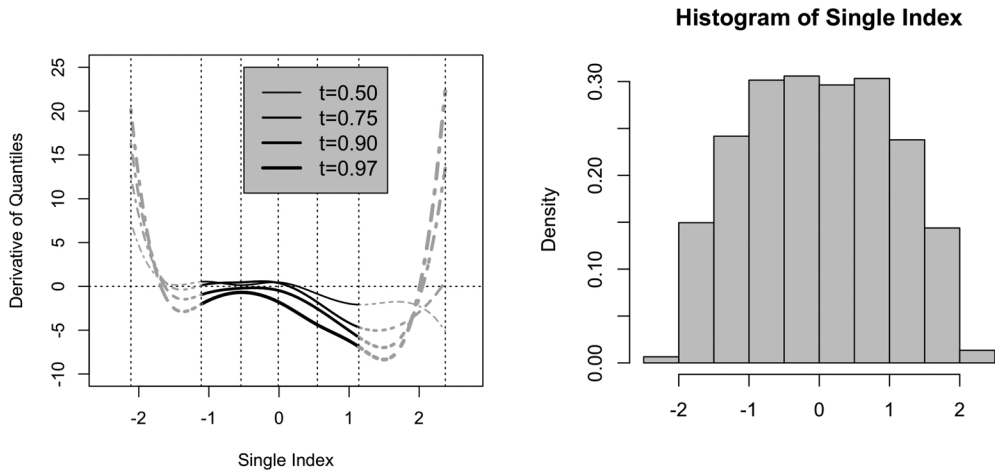 Derivative of Quantiles
25
20
15
10
5
0
-5
-10
t=0.50
t=0.75
t=0.90
t=0.97
-2 -1 0 1 2
Single Index
Histogram of Single Index
Density
0.30
0.20
0.10
0.00
-2 -1 0 1 2